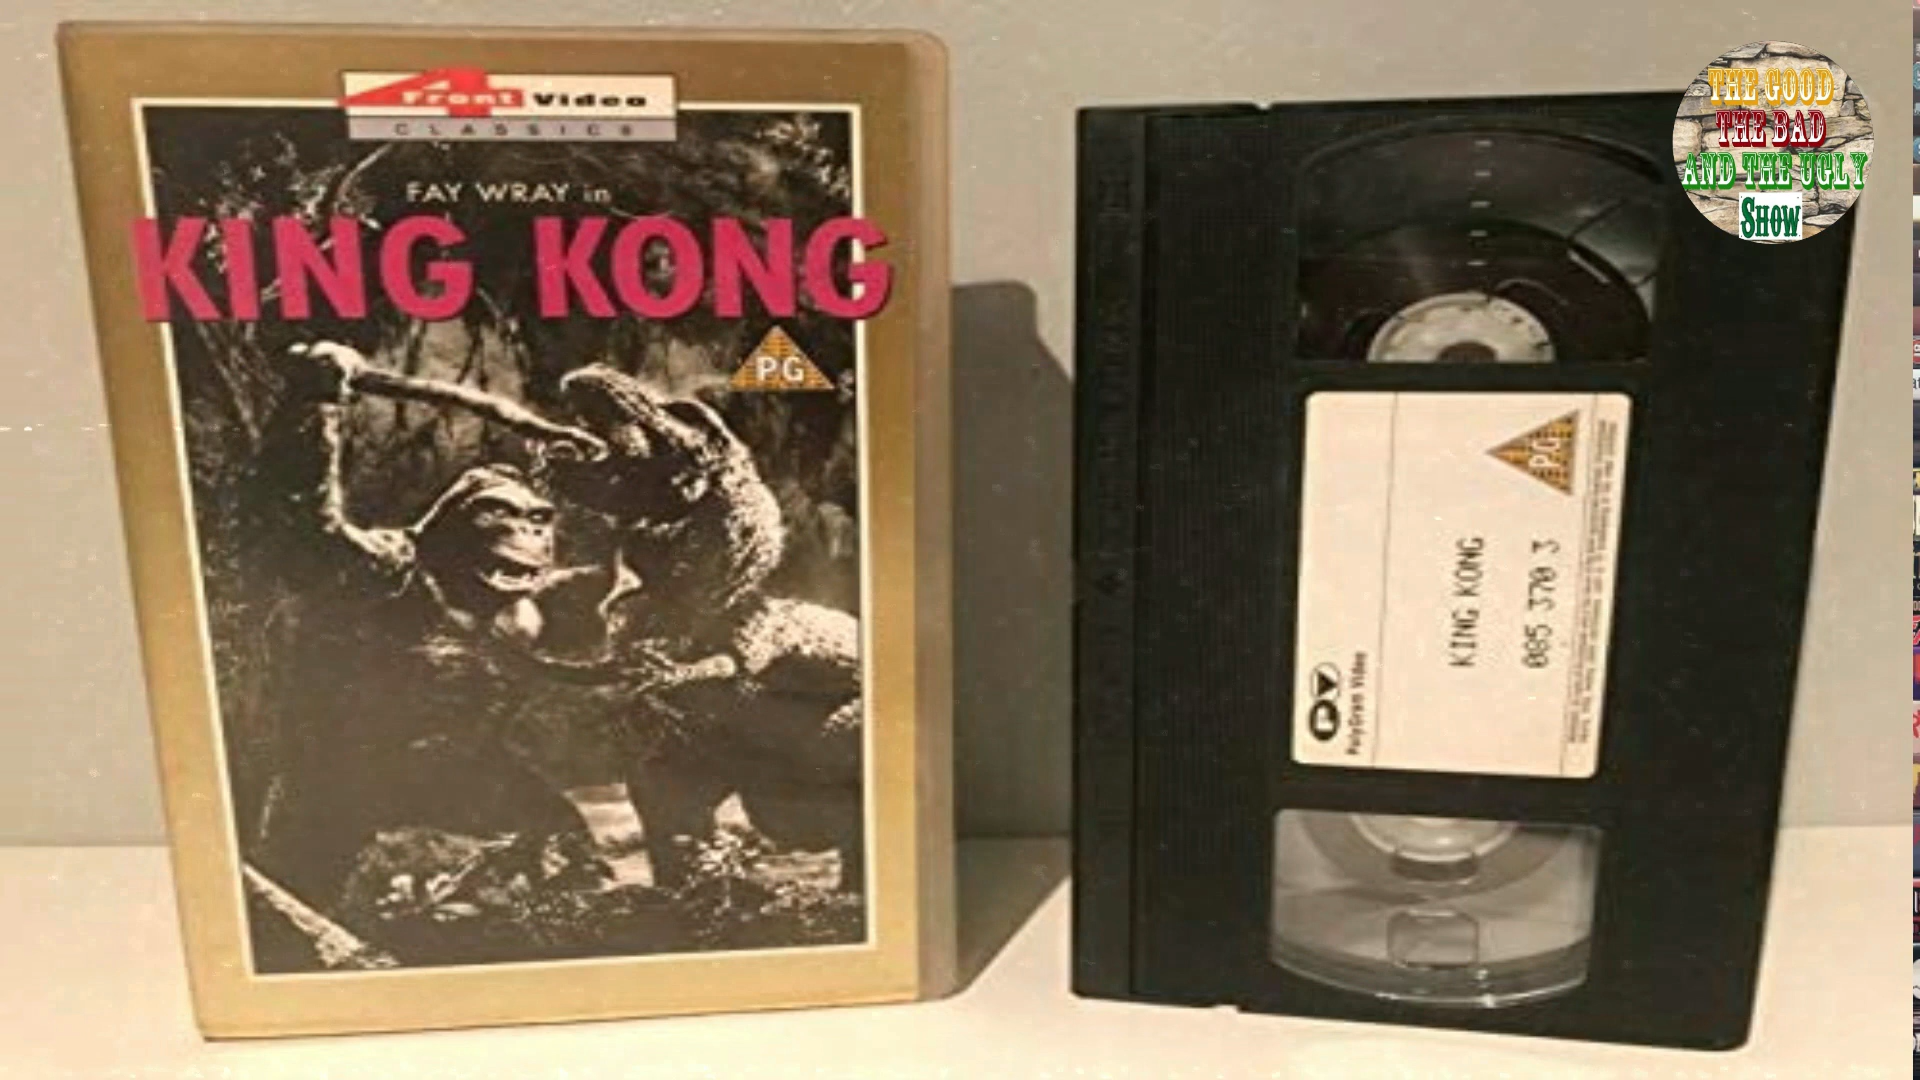 4 Front Video
CLASSICS
FAY WRAY in
KING KONG
PG
THE GOOD
THE BAD
AND THE UGLY
Show
PG
KING KONG
085 370 3
PolyGram Video